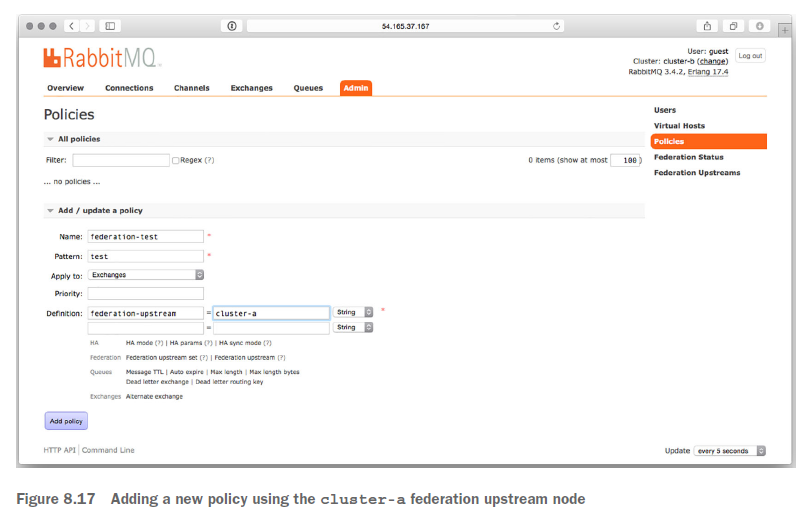 54.165.37.167
RabbitMQ
User: guest
Log out
Cluster: cluster-b (change)
RabbitMQ 3.4.2, Erlang 17.4
Overview Connections Channels Exchanges Queues Admin
Policies
Users
Virtual Hosts
Policies
Federation Status
Federation Upstreams
All policies
Filter: Regex (?) 0 items (show at most 100)
... no policies ...
Add / update a policy
Name: federation-test *
Pattern: test *
Apply to: Exchanges
Priority:
Definition: federation-upstream = cluster-a String *
= String
HA HA mode (?) | HA params (?) | HA sync mode (?)
Federation Federation upstream set (?) | Federation upstream (?)
Queues Message TTL | Auto expire | Max length | Max length bytes
Dead letter exchange | Dead letter routing key
Exchanges Alternate exchange
Add policy
HTTP API | Command Line
Update every 5 seconds
Figure 8.17 Adding a new policy using the cluster-a federation upstream node